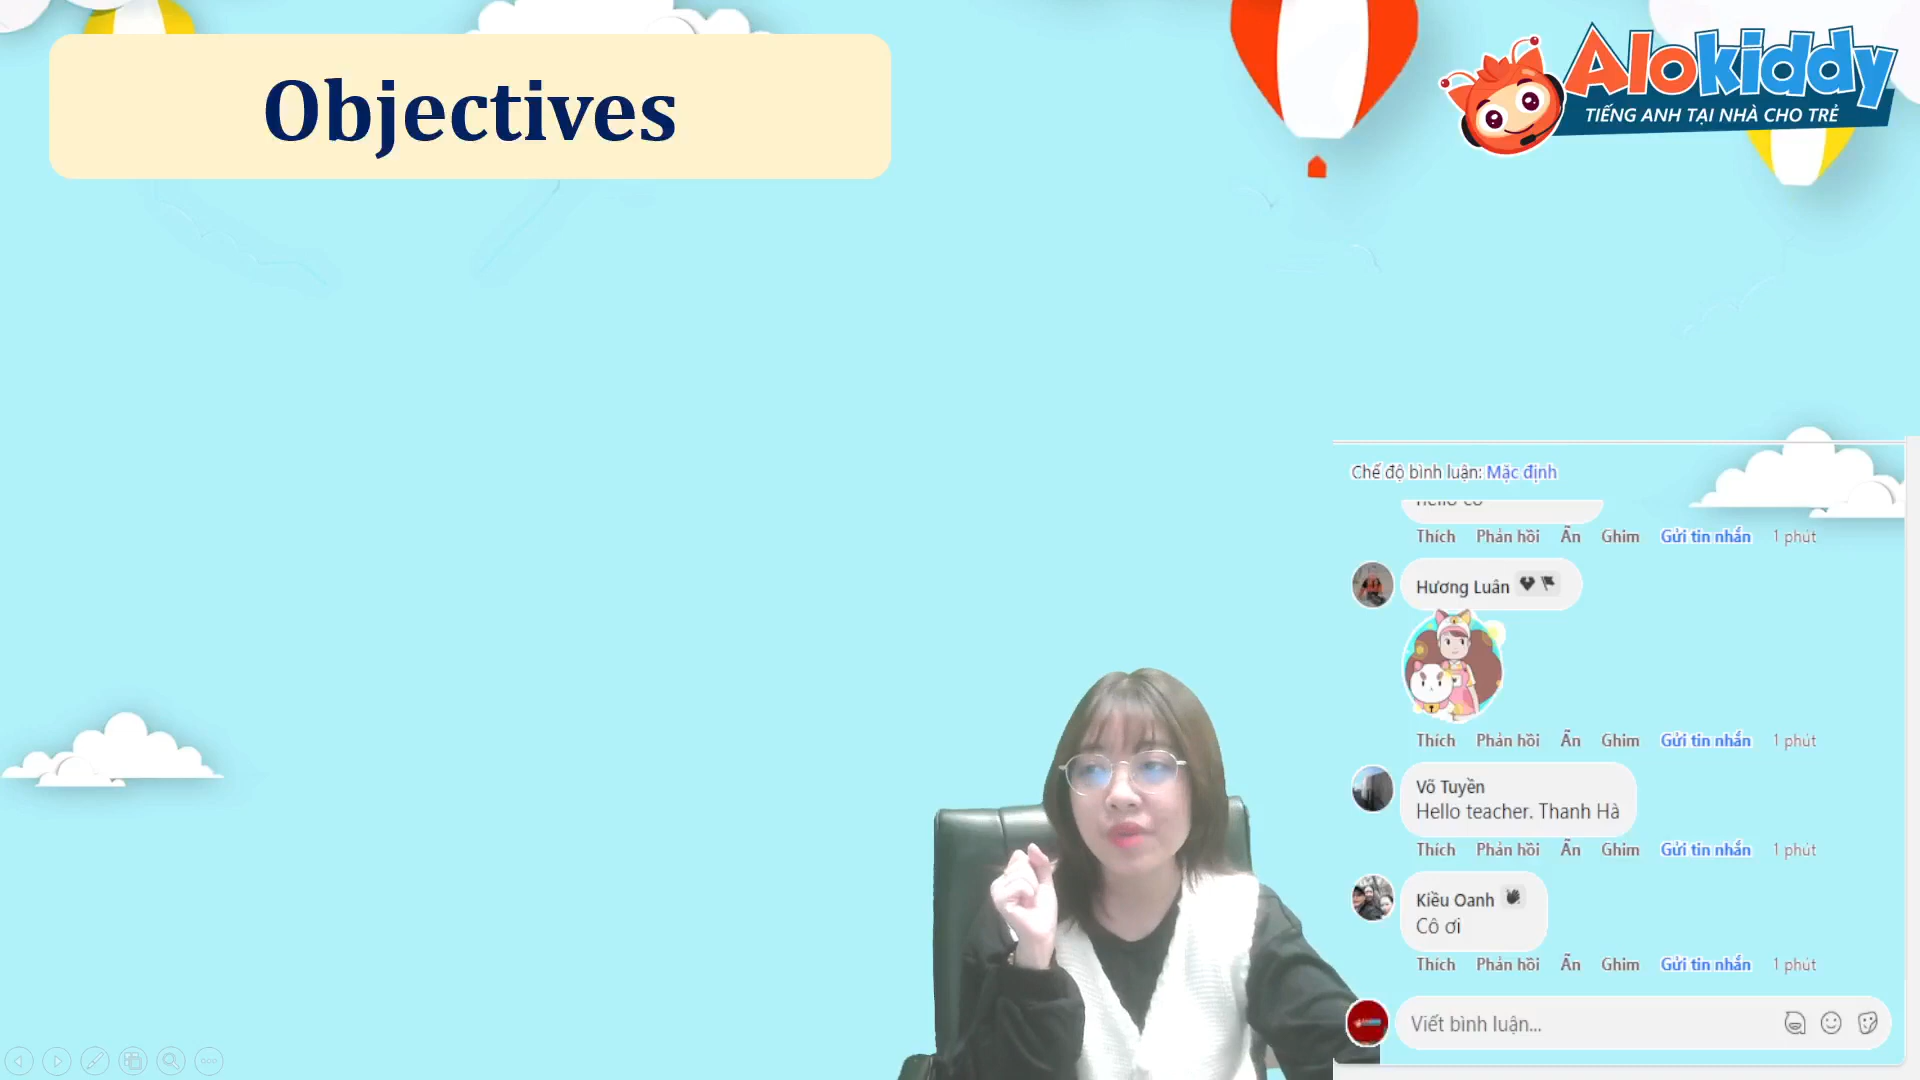 Objectives
Alokiddy
TIẾNG ANH TẠI NHÀ CHO TRẺ
Chế độ bình luận: Mặc định
Thích Phản hồi Ẩn Ghim Gửi tin nhắn 1 phút
Hương Luân
Thích Phản hồi Ẩn Ghim Gửi tin nhắn 1 phút
Võ Tuyền
Hello teacher. Thanh Hà
Thích Phản hồi Ẩn Ghim Gửi tin nhắn 1 phút
Kiều Oanh
Cô ơi
Thích Phản hồi Ẩn Ghim Gửi tin nhắn 1 phút
Viết bình luận...